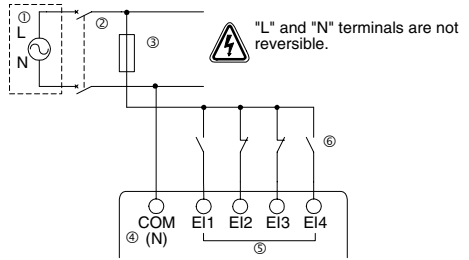 ① ② "L" and "N" terminals are not
L ③ reversible.
N
⑥
COM EI1 EI2 EI3 EI4
④ (N)
⑤